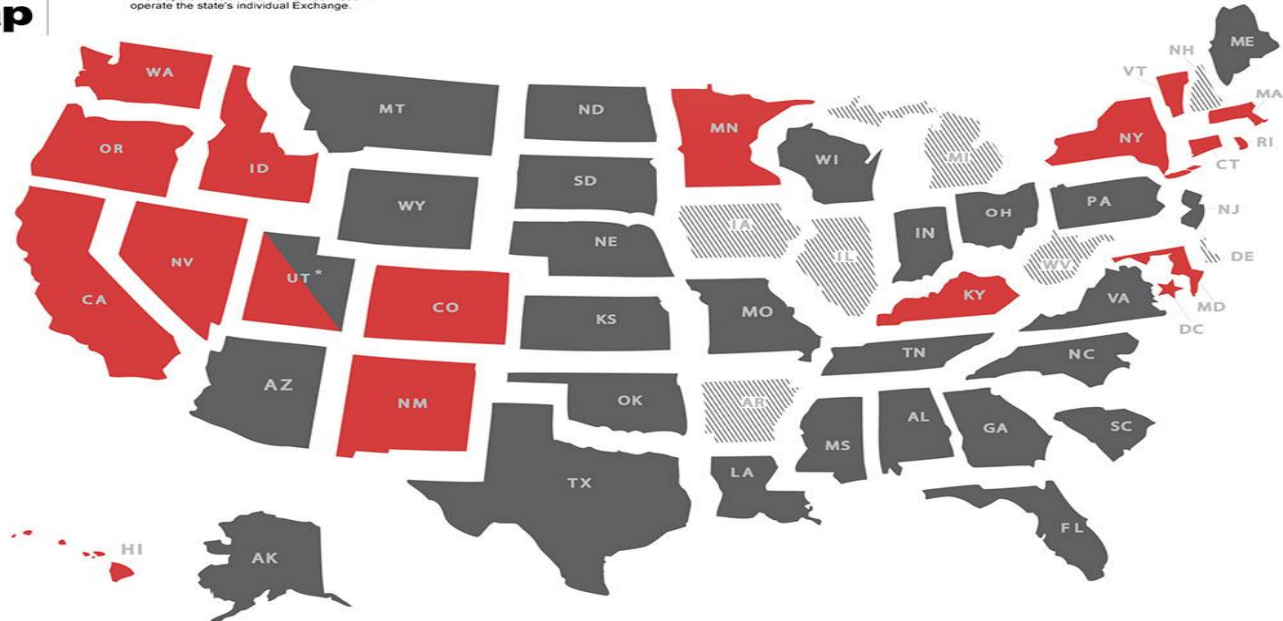 operate the state's individual Exchange.
ap
WA
MT
ND
MN
OR
ID
WY
SD
WI
MI
NY
VT
NH
ME
MA
RI
CT
NV
UT*
CA
CO
NE
KS
IA
IL
IN
OH
PA
NJ
DE
MD
DC
WV
VA
KY
MO
AZ
NM
OK
AR
TN
NC
SC
TX
LA
MS
AL
GA
FL
HI
AK